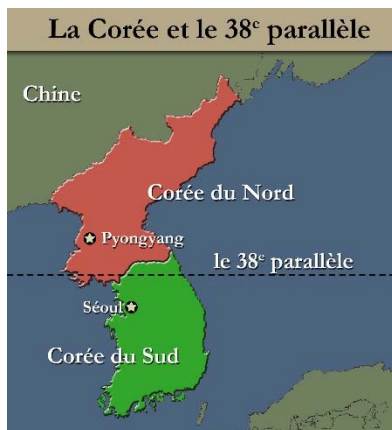 La Corée et le 38ᵉ parallèle
Chine
Corée du Nord
Pyongyang
le 38ᵉ parallèle
Séoul
Corée du Sud